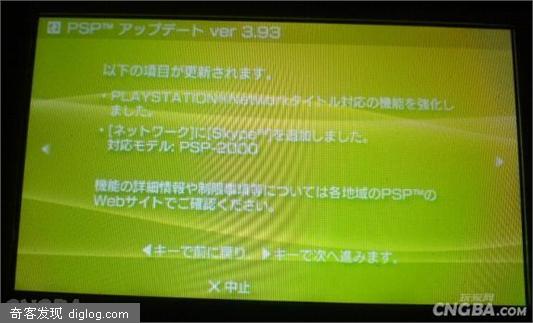 PSP™ アップデート ver 3.93
以下の項目が更新されます。
・PLAYSTATION®Networkタイトル対応の機能を強化し
ました。
・[ネットワーク]に[Skype™]を追加しました。
対応モデル: PSP-2000
機能の詳細情報や制限事項等については各地域のPSP™の
Webサイトでご確認ください。
◀キーで前に戻り ▶キーで次へ進みます。
✕中止
奇客发现 diglog.com
CNGBA
玩家网
CNGBA.COM